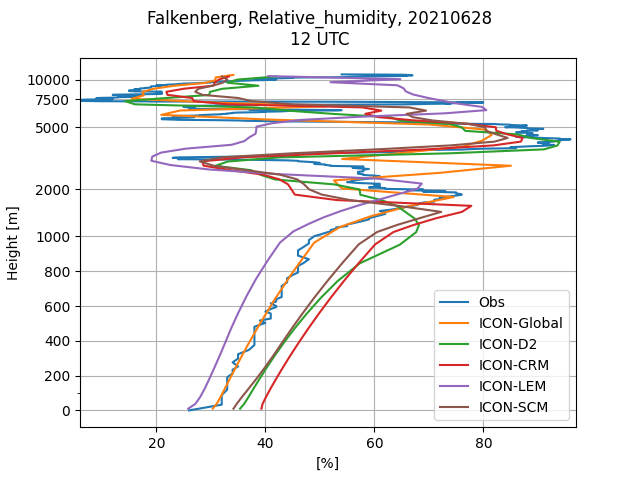 Falkenberg, Relative_humidity, 20210628
12 UTC
10000
7500
5000
2000
1000
800
600
400
200
0
Height [m]
20
40
60
80
[%]
Obs
ICON-Global
ICON-D2
ICON-CRM
ICON-LEM
ICON-SCM